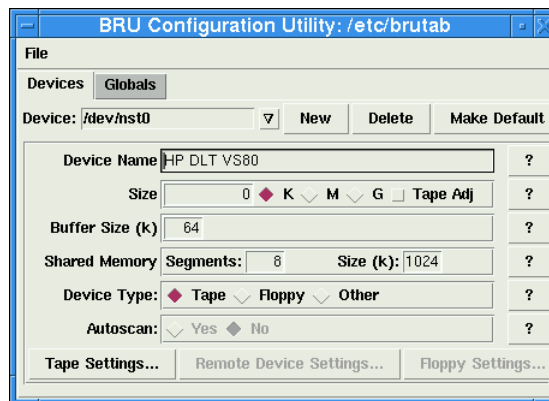 BRU Configuration Utility: /etc/brutab
File
Devices Globals
Device: /dev/nst0 New Delete Make Default
Device Name HP DLT VS80 ?
Size 0 K M G Tape Adj ?
Buffer Size (k) 64 ?
Shared Memory Segments: 8 Size (k): 1024 ?
Device Type: Tape Floppy Other ?
Autoscan: Yes No ?
Tape Settings... Remote Device Settings... Floppy Settings...